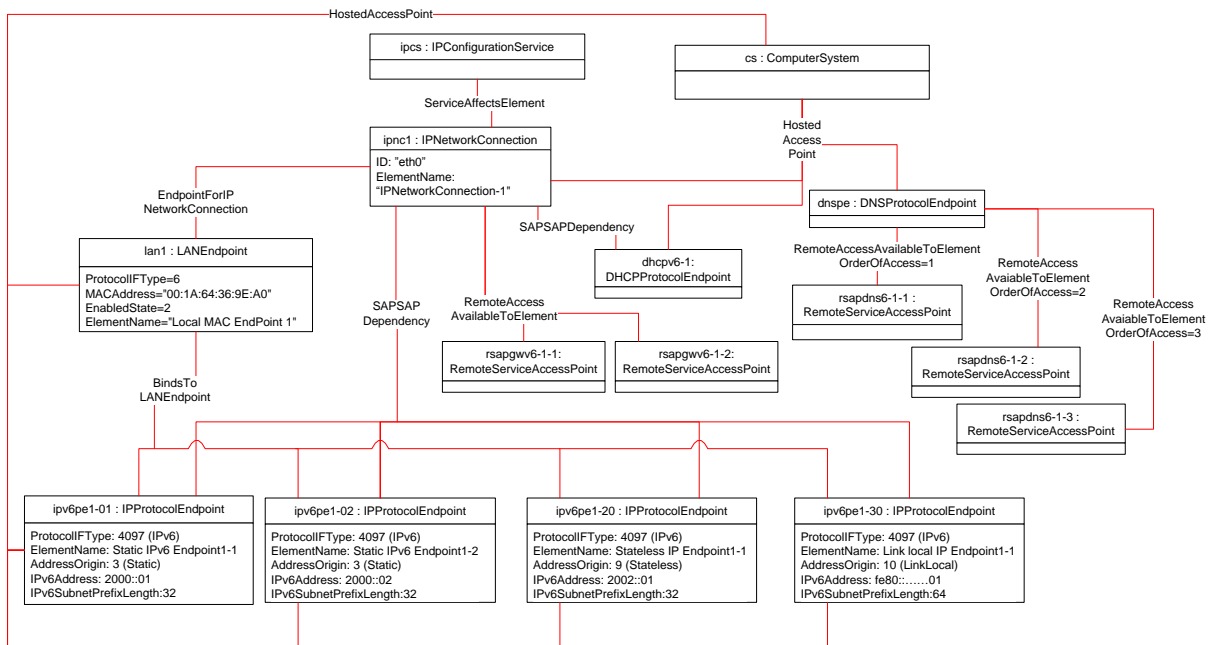 HostedAccessPoint
ipcs : IPConfigurationService
cs : ComputerSystem
ServiceAffectsElement
Hosted
Access
Point
ipnc1 : IPNetworkConnection
ID: "eth0"
ElementName:
“IPNetworkConnection-1"
EndpointForIP
NetworkConnection
dnspe : DNSProtocolEndpoint
SAPSAPDependency
lan1 : LANEndpoint
ProtocolIFType=6
MACAddress="00:1A:64:36:9E:A0”
EnabledState=2
ElementName="Local MAC EndPoint 1”
dhcpv6-1:
DHCPProtocolEndpoint
RemoteAccessAvailableToElement
OrderOfAccess=1
RemoteAccess
AvaiableToElement
OrderOfAccess=2
RemoteAccess
AvaiableToElement
OrderOfAccess=3
SAPSAP
Dependency
RemoteAccess
AvailableToElement
rsapdns6-1-1 :
RemoteServiceAccessPoint
rsapgwv6-1-1:
RemoteServiceAccessPoint
rsapgwv6-1-2:
RemoteServiceAccessPoint
rsapdns6-1-2 :
RemoteServiceAccessPoint
BindsTo
LANEndpoint
rsapdns6-1-3 :
RemoteServiceAccessPoint
ipv6pe1-01 : IPProtocolEndpoint
ProtocolIFType: 4097 (IPv6)
ElementName: Static IPv6 Endpoint1-1
AddressOrigin: 3 (Static)
IPv6Address: 2000::01
IPv6SubnetPrefixLength:32
ipv6pe1-02 : IPProtocolEndpoint
ProtocolIFType: 4097 (IPv6)
ElementName: Static IPv6 Endpoint1-2
AddressOrigin: 3 (Static)
IPv6Address: 2000::02
IPv6SubnetPrefixLength:32
ipv6pe1-20 : IPProtocolEndpoint
ProtocolIFType: 4097 (IPv6)
ElementName: Stateless IP Endpoint1-1
AddressOrigin: 9 (Stateless)
IPv6Address: 2002::01
IPv6SubnetPrefixLength:32
ipv6pe1-30 : IPProtocolEndpoint
ProtocolIFType: 4097 (IPv6)
ElementName: Link local IP Endpoint1-1
AddressOrigin: 10 (LinkLocal)
IPv6Address: fe80::……01
IPv6SubnetPrefixLength:64